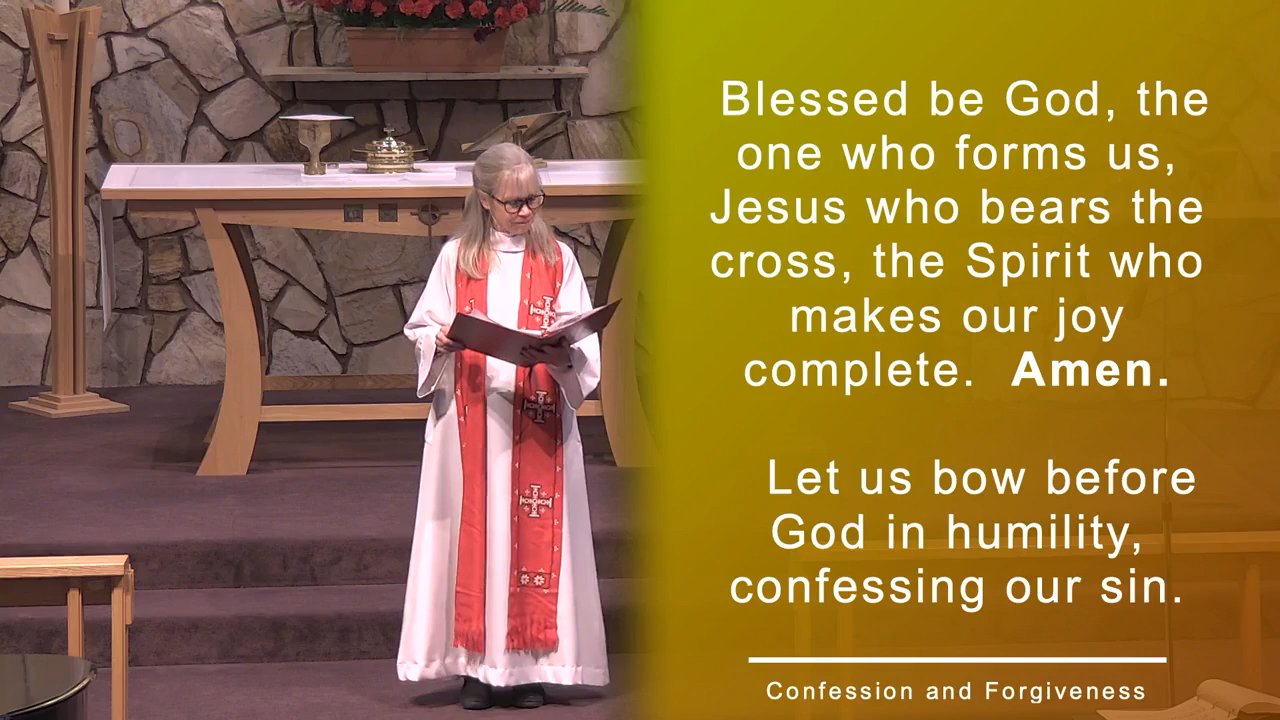 Blessed be God, the
one who forms us,
Jesus who bears the
cross, the Spirit who
makes our joy
complete. Amen.
Let us bow before
God in humility,
confessing our sin.
Confession and Forgiveness